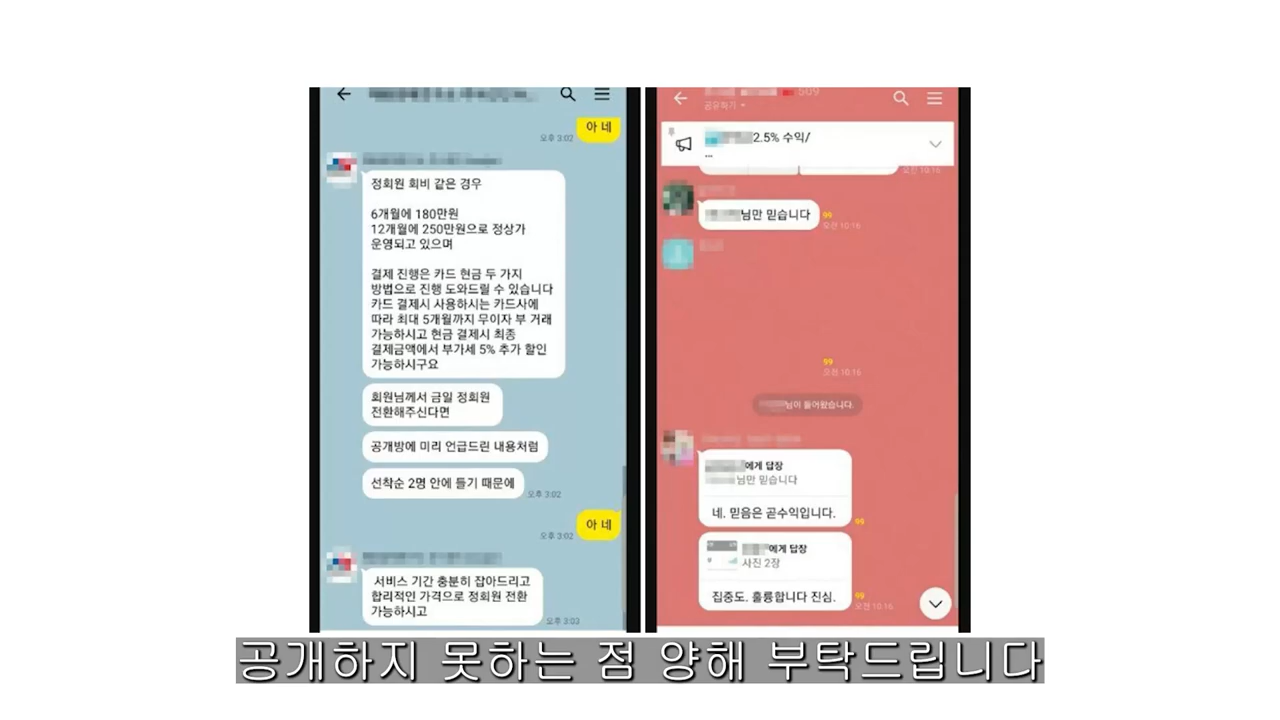 아 네
오후 3:02
정회원 회비 같은 경우
6개월에 180만원
12개월에 250만원으로 정상가
운영되고 있으며
결제 진행은 카드 현금 두 가지
방법으로 진행 도와드릴 수 있습니다
카드 결제시 사용하시는 카드사에
따라 최대 5개월까지 무이자 부 거래
가능하시고 현금 결제시 최종
결제금액에서 부가세 5% 추가 할인
가능하시구요
회원님께서 금일 정회원
전환해주신다면
공개방에 미리 언급드린 내용처럼
선착순 2명 안에 들기 때문에
오후 3:02
아 네
오후 3:02
서비스 기간 충분히 잡아드리고
합리적인 가격으로 정회원 전환
가능하시고
오후 3:03
509
공유하기
2.5% 수익/
...
오전 10:16
님만 믿습니다
99
오전 10:16
99
오전 10:16
님이 들어왔습니다.
에게 답장
님만 믿습니다
네. 믿음은 곧수익입니다.
99
에게 답장
사진 2장
집중도. 훌륭합니다 진심.
99
오전 10:16
공개하지 못하는 점 양해 부탁드립니다